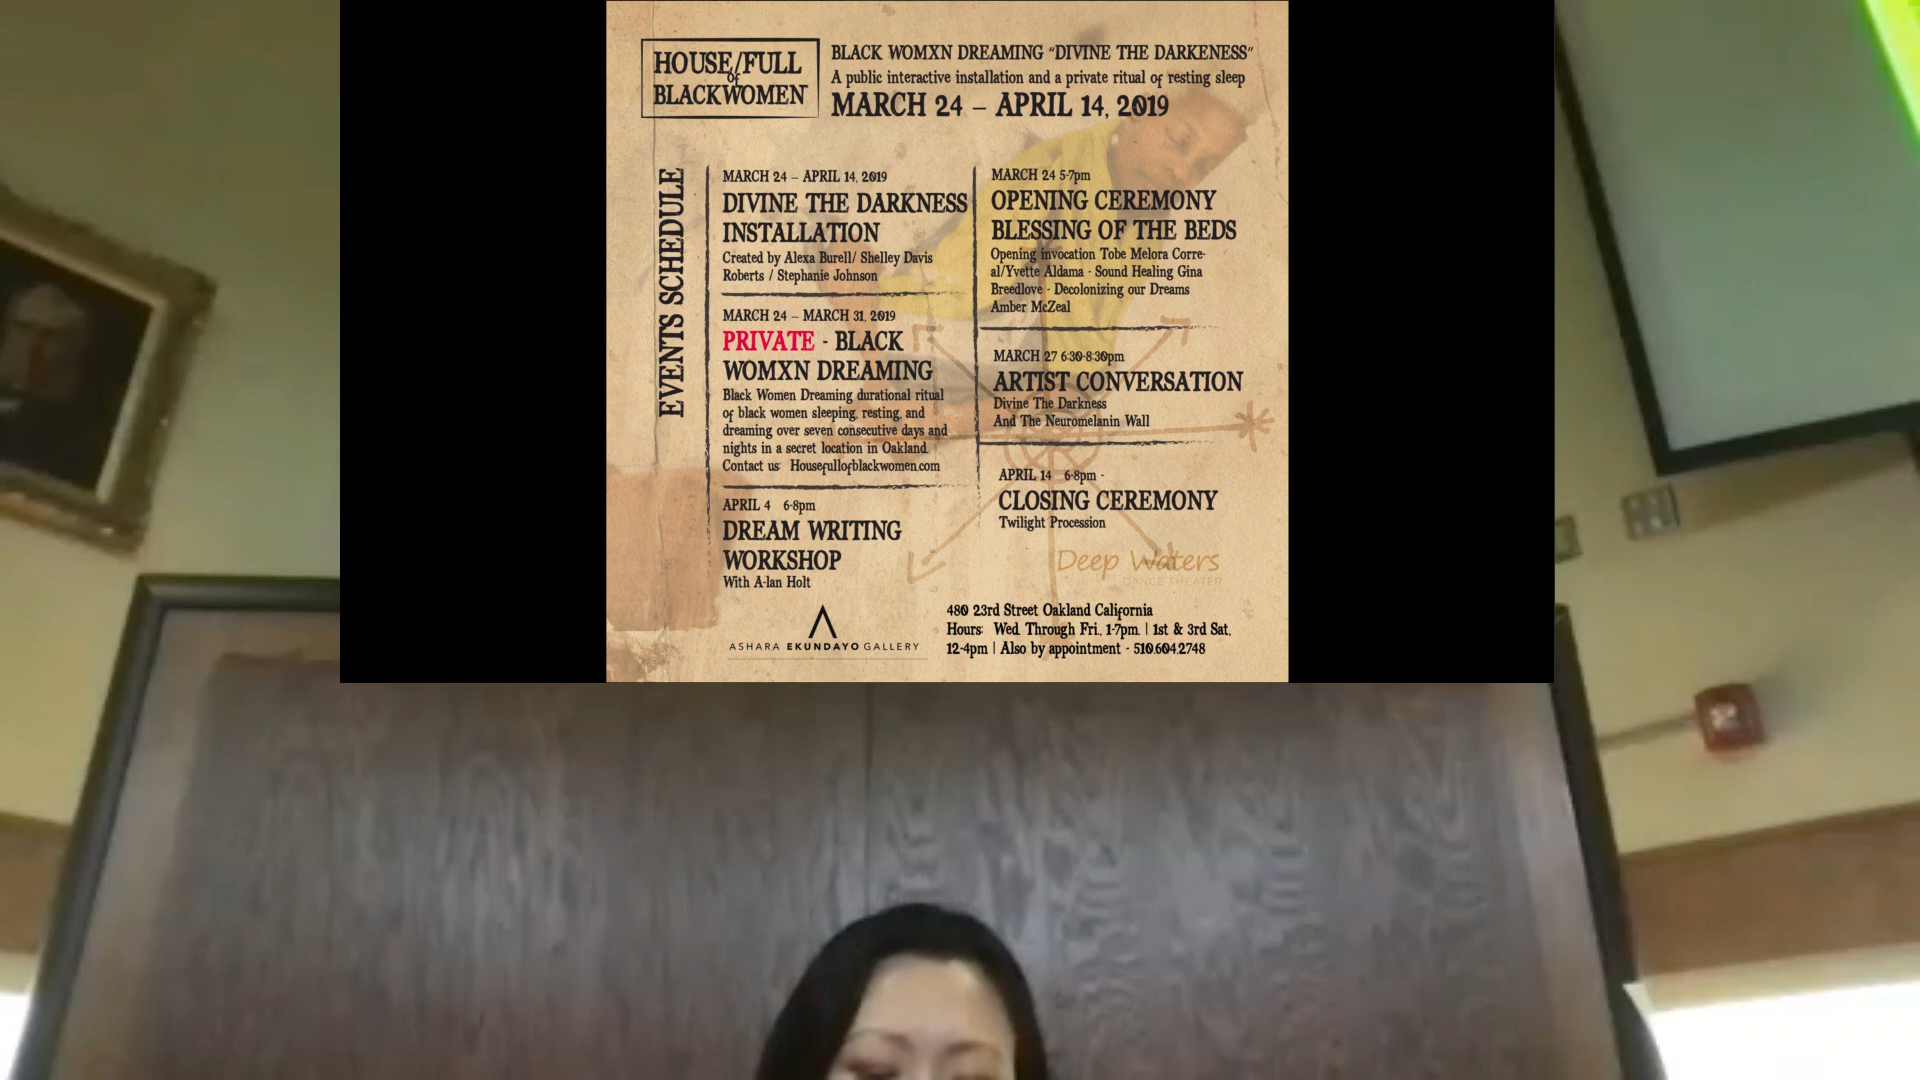 HOUSE/FULL
of
BLACKWOMEN
BLACK WOMXN DREAMING “DIVINE THE DARKENESS”
A public interactive installation and a private ritual of resting sleep
MARCH 24 – APRIL 14, 2019
EVENTS SCHEDULE
MARCH 24 – APRIL 14, 2019
DIVINE THE DARKNESS
INSTALLATION
Created by Alexa Burell/ Shelley Davis
Roberts / Stephanie Johnson
MARCH 24 – MARCH 31, 2019
PRIVATE - BLACK
WOMXN DREAMING
Black Women Dreaming durational ritual
of black women sleeping, resting, and
dreaming over seven consecutive days and
nights in a secret location in Oakland.
Contact us: Housefullofblackwomen.com
APRIL 4 6-8pm
DREAM WRITING
WORKSHOP
With A-lan Holt
MARCH 24 5-7pm
OPENING CEREMONY
BLESSING OF THE BEDS
Opening invocation Tobe Melora Corre-
al/Yvette Aldama - Sound Healing Gina
Breedlove - Decolonizing our Dreams
Amber McZeal
MARCH 27 6:30-8:30pm
ARTIST CONVERSATION
Divine The Darkness
And The Neuromelanin Wall
APRIL 14 6-8pm -
CLOSING CEREMONY
Twilight Procession
Deep Waters
DANCE THEATER
ASHARA EKUNDAYO GALLERY
480 23rd Street Oakland California
Hours: Wed. Through Fri., 1-7pm. | 1st & 3rd Sat.,
12-4pm | Also by appointment - 510.604.2748